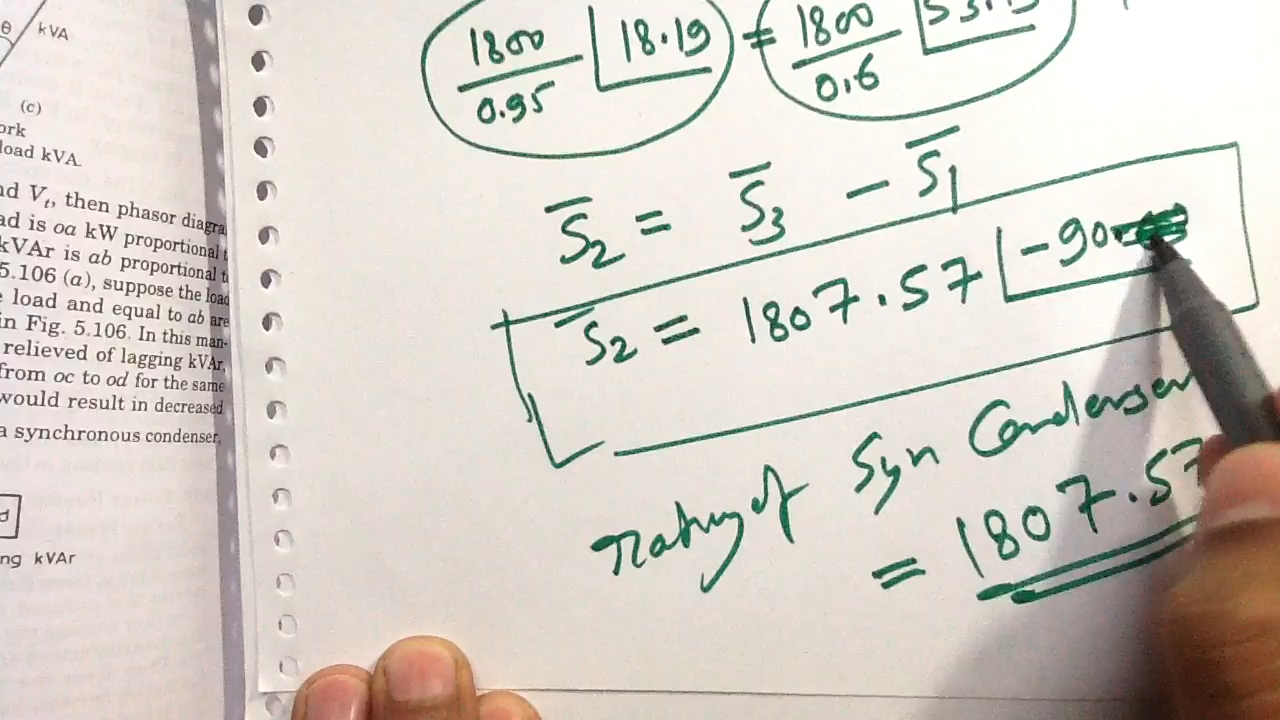 θ kVA
(c)
ork
load kVA.
nd Vt, then phasor diagra
ad is oa kW proportional t
kVAr is ab proportional t
5.106 (a), suppose the load
e load and equal to ab are
in Fig. 5.106. In this man-
relieved of lagging kVAr,
from oc to od for the same
would result in decreased
a synchronous condenser.
d
ng kVAr
1800/0.95 ∠18.19 = 1800/0.6 ∠53.13
S̄2 = S̄3 − S̄1
S̄2 = 1807.57 ∠-90
rating of Syn Condenser
= 1807.57